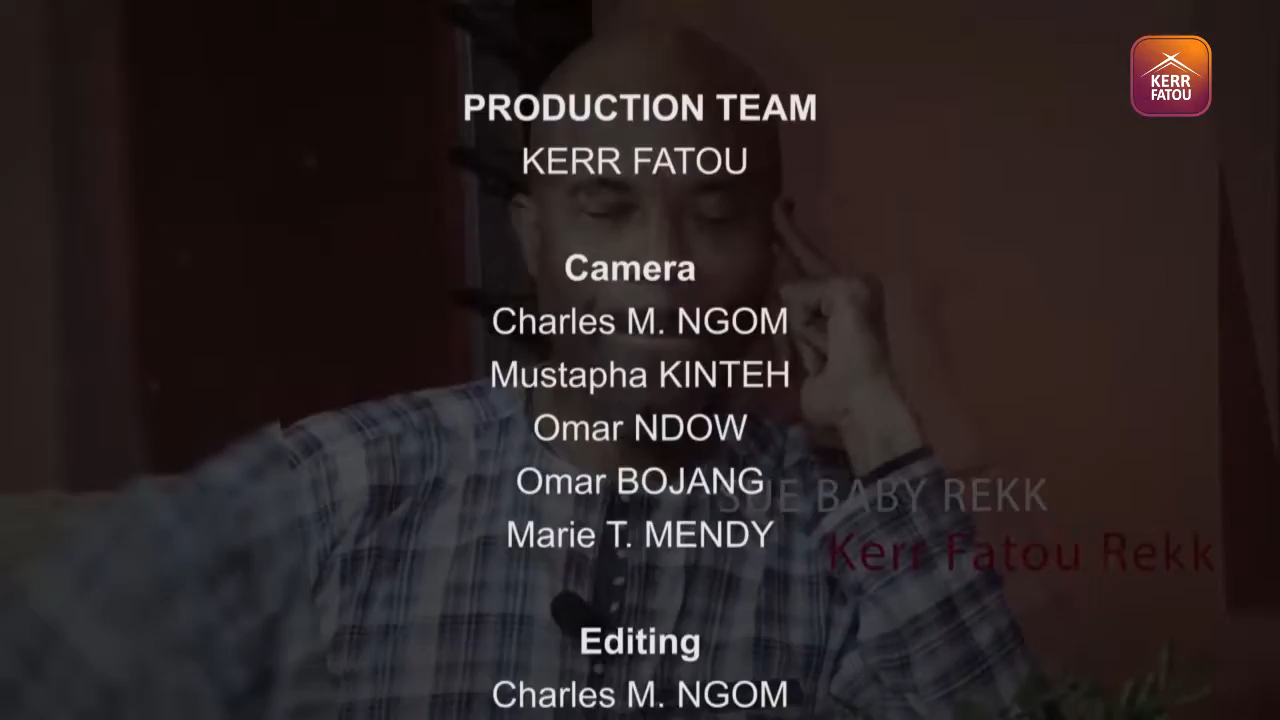 KERR
FATOU
PRODUCTION TEAM
KERR FATOU
Camera
Charles M. NGOM
Mustapha KINTEH
Omar NDOW
Omar BOJANG
SUE BABY REKK
Marie T. MENDY
Kerr Fatou Rekk
Editing
Charles M. NGOM